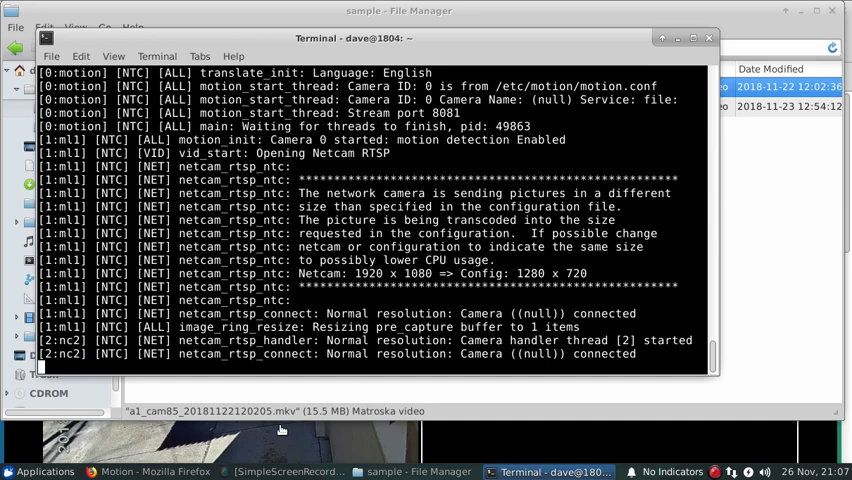 sample - File Manager
File Edit View Go Help
Terminal - dave@1804: ~
File Edit View Terminal Tabs Help
[0:motion] [NTC] [ALL] translate_init: Language: English
[0:motion] [NTC] [ALL] motion_start_thread: Camera ID: 0 is from /etc/motion/motion.conf
[0:motion] [NTC] [ALL] motion_start_thread: Camera ID: 0 Camera Name: (null) Service: file:
[0:motion] [NTC] [ALL] motion_start_thread: Stream port 8081
[0:motion] [NTC] [ALL] main: Waiting for threads to finish, pid: 49863
[1:ml1] [NTC] [ALL] motion_init: Camera 0 started: motion detection Enabled
[1:ml1] [NTC] [VID] vid_start: Opening Netcam RTSP
[1:ml1] [NTC] [NET] netcam_rtsp_ntc:
[1:ml1] [NTC] [NET] netcam_rtsp_ntc: **************************************************
[1:ml1] [NTC] [NET] netcam_rtsp_ntc: The network camera is sending pictures in a different
[1:ml1] [NTC] [NET] netcam_rtsp_ntc: size than specified in the configuration file.
[1:ml1] [NTC] [NET] netcam_rtsp_ntc: The picture is being transcoded into the size
[1:ml1] [NTC] [NET] netcam_rtsp_ntc: requested in the configuration.  If possible change
[1:ml1] [NTC] [NET] netcam_rtsp_ntc: netcam or configuration to indicate the same size
[1:ml1] [NTC] [NET] netcam_rtsp_ntc: to possibly lower CPU usage.
[1:ml1] [NTC] [NET] netcam_rtsp_ntc: Netcam: 1920 x 1080 => Config: 1280 x 720
[1:ml1] [NTC] [NET] netcam_rtsp_ntc: **************************************************
[1:ml1] [NTC] [NET] netcam_rtsp_ntc:
[1:ml1] [NTC] [NET] netcam_rtsp_connect: Normal resolution: Camera ((null)) connected
[1:ml1] [NTC] [ALL] image_ring_resize: Resizing pre_capture buffer to 1 items
[2:nc2] [NTC] [NET] netcam_rtsp_handler: Normal resolution: Camera handler thread [2] started
[2:nc2] [NTC] [NET] netcam_rtsp_connect: Normal resolution: Camera ((null)) connected
Date Modified
2018-11-22 12:02:36
2018-11-23 12:54:12
CDROM
"a1_cam85_20181122120205.mkv" (15.5 MB) Matroska video
201
Applications
Motion - Mozilla Firefox
[SimpleScreenRecord...
sample - File Manager
Terminal - dave@180...
No Indicators
26 Nov, 21:07